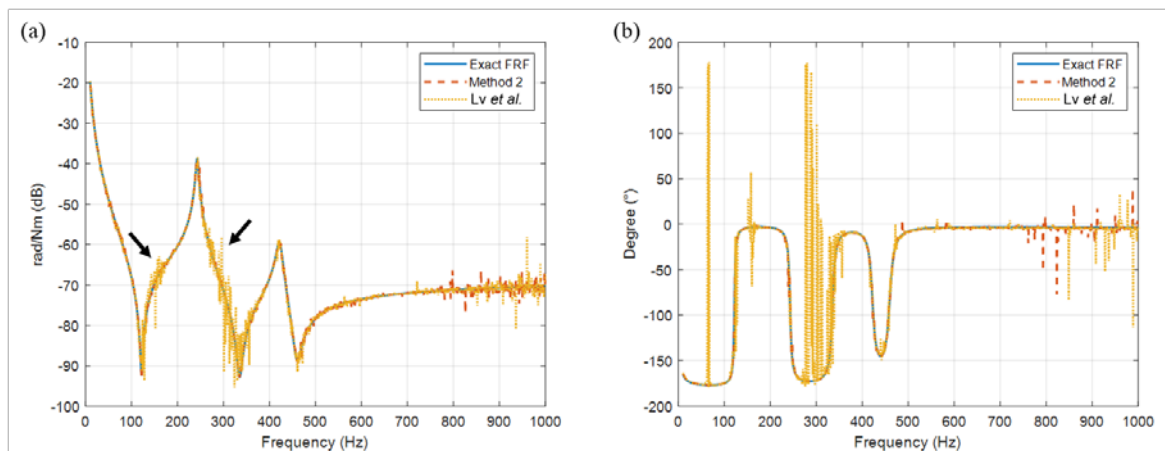 (a)
-10
-20
-30
-40
-50
-60
-70
-80
-90
-100
rad/Nm (dB)
0 100 200 300 400 500 600 700 800 900 1000
Frequency (Hz)
Exact FRF
Method 2
Lv et al.
(b)
200
150
100
50
0
-50
-100
-150
-200
Degree (°)
0 100 200 300 400 500 600 700 800 900 1000
Frequency (Hz)
Exact FRF
Method 2
Lv et al.